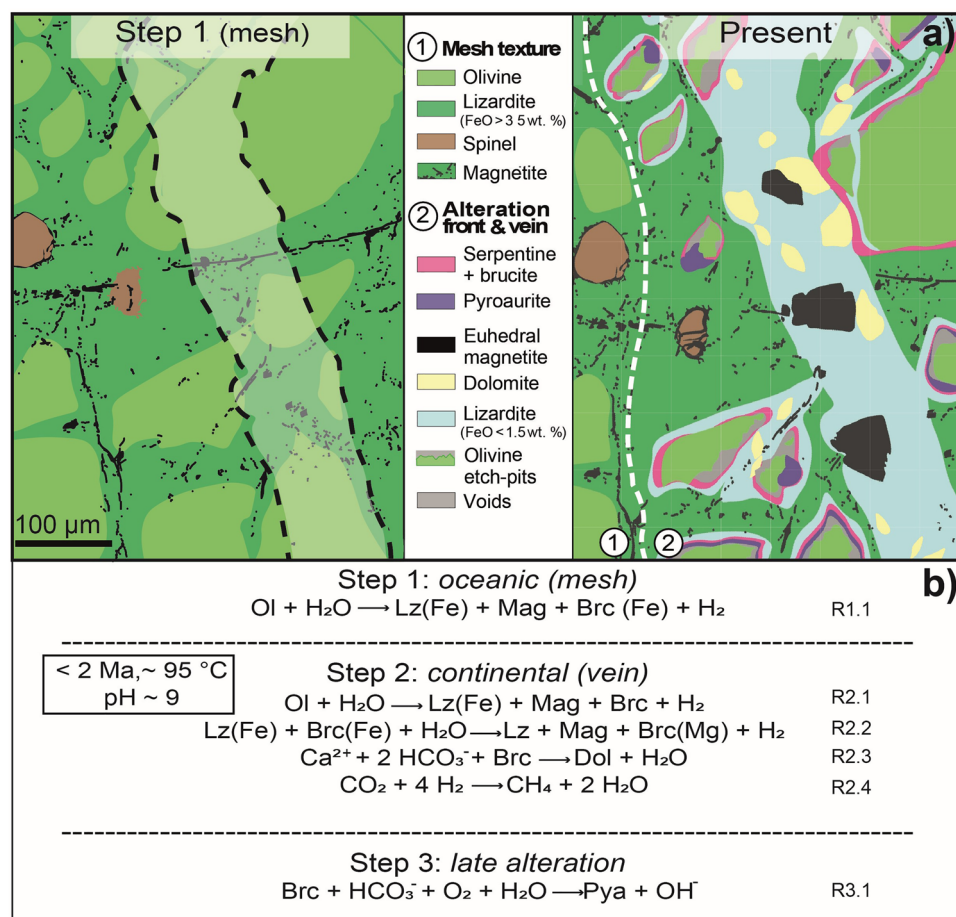 Step 1 (mesh)
100 µm
① Mesh texture
Olivine
Lizardite
(FeO > 3 5 wt. %)
Spinel
Magnetite
② Alteration
front & vein
Serpentine
+ brucite
Pyroaurite
Euhedral
magnetite
Dolomite
Lizardite
(FeO < 1.5 wt. %)
Olivine
etch-pits
Voids
Present
a)
① ②
b)
Step 1: oceanic (mesh)
Ol + H₂O ⟶ Lz(Fe) + Mag + Brc (Fe) + H₂ R1.1
< 2 Ma,~ 95 °C
pH ~ 9
Step 2: continental (vein)
Ol + H₂O ⟶ Lz(Fe) + Mag + Brc + H₂ R2.1
Lz(Fe) + Brc(Fe) + H₂O ⟶ Lz + Mag + Brc(Mg) + H₂ R2.2
Ca²⁺ + 2 HCO₃⁻ + Brc ⟶ Dol + H₂O R2.3
CO₂ + 4 H₂ ⟶ CH₄ + 2 H₂O R2.4
Step 3: late alteration
Brc + HCO₃⁻ + O₂ + H₂O ⟶ Pya + OH⁻ R3.1